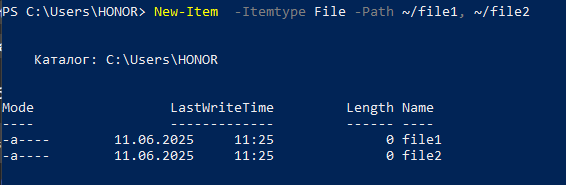 PS C:\Users\HONOR> New-Item  -Itemtype File -Path ~/file1, ~/file2
    Каталог: C:\Users\HONOR
Mode                 LastWriteTime         Length Name
----                 -------------         ------ ----
-a----        11.06.2025     11:25              0 file1
-a----        11.06.2025     11:25              0 file2